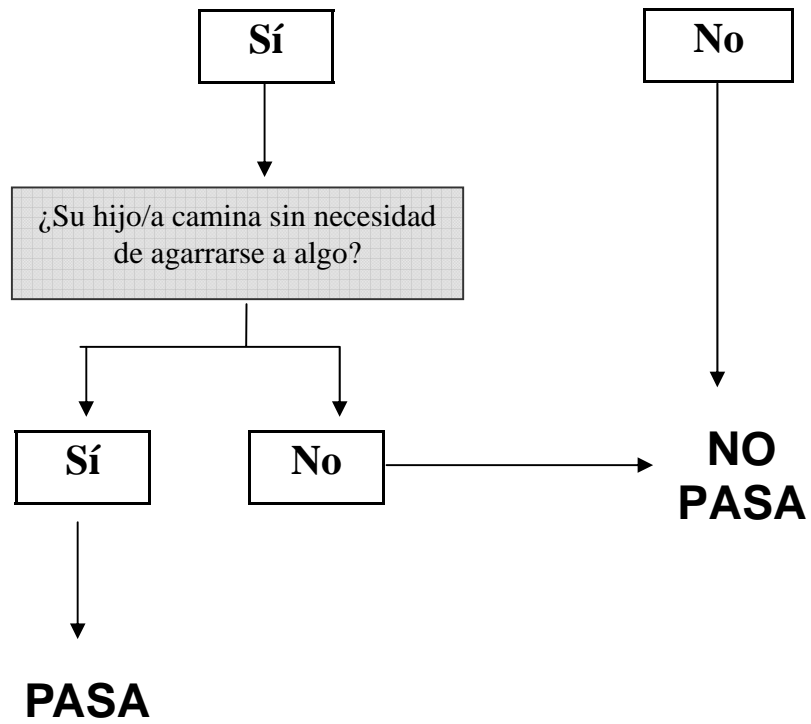 Sí
No
¿Su hijo/a camina sin necesidad
de agarrarse a algo?
Sí
No
NO
PASA
PASA